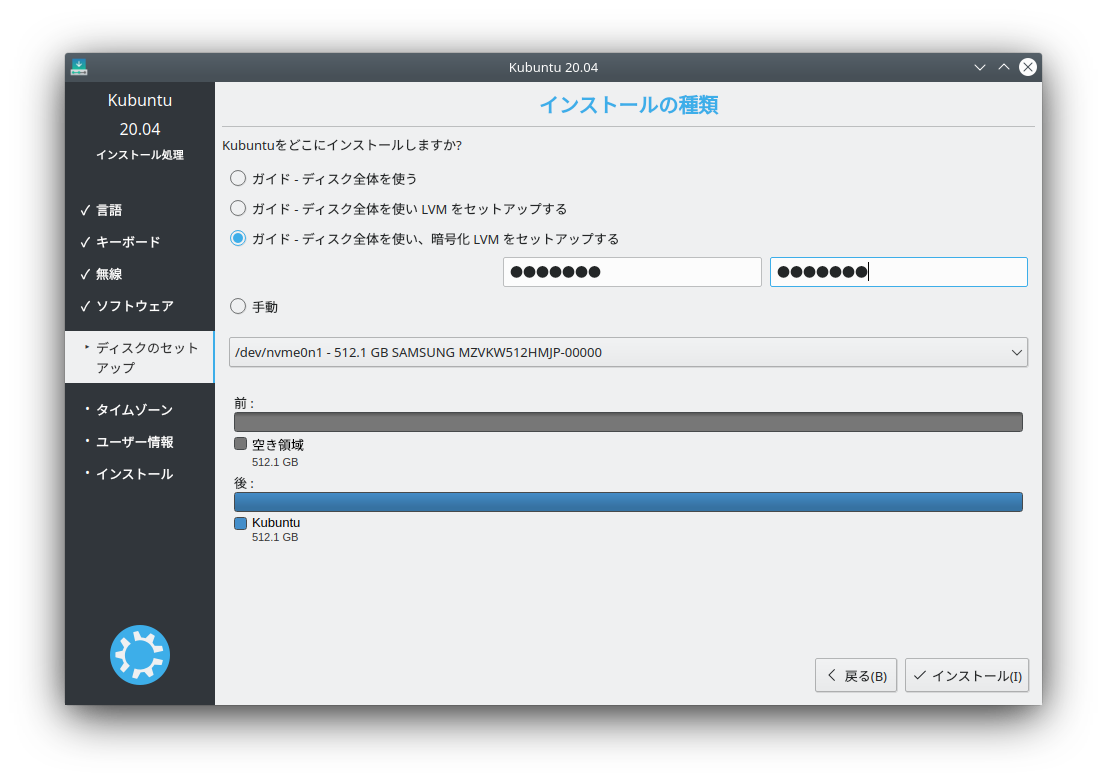 Kubuntu 20.04
Kubuntu
20.04
インストール処理
✓ 言語
✓ キーボード
✓ 無線
✓ ソフトウェア
‣ ディスクのセット
アップ
・ タイムゾーン
・ ユーザー情報
・ インストール
インストールの種類
Kubuntuをどこにインストールしますか?
ガイド - ディスク全体を使う
ガイド - ディスク全体を使い LVM をセットアップする
ガイド - ディスク全体を使い、暗号化 LVM をセットアップする
●●●●●●● ●●●●●●●
手動
/dev/nvme0n1 - 512.1 GB SAMSUNG MZVKW512HMJP-00000
前 :
空き領域
512.1 GB
後 :
Kubuntu
512.1 GB
戻る(B) インストール(I)